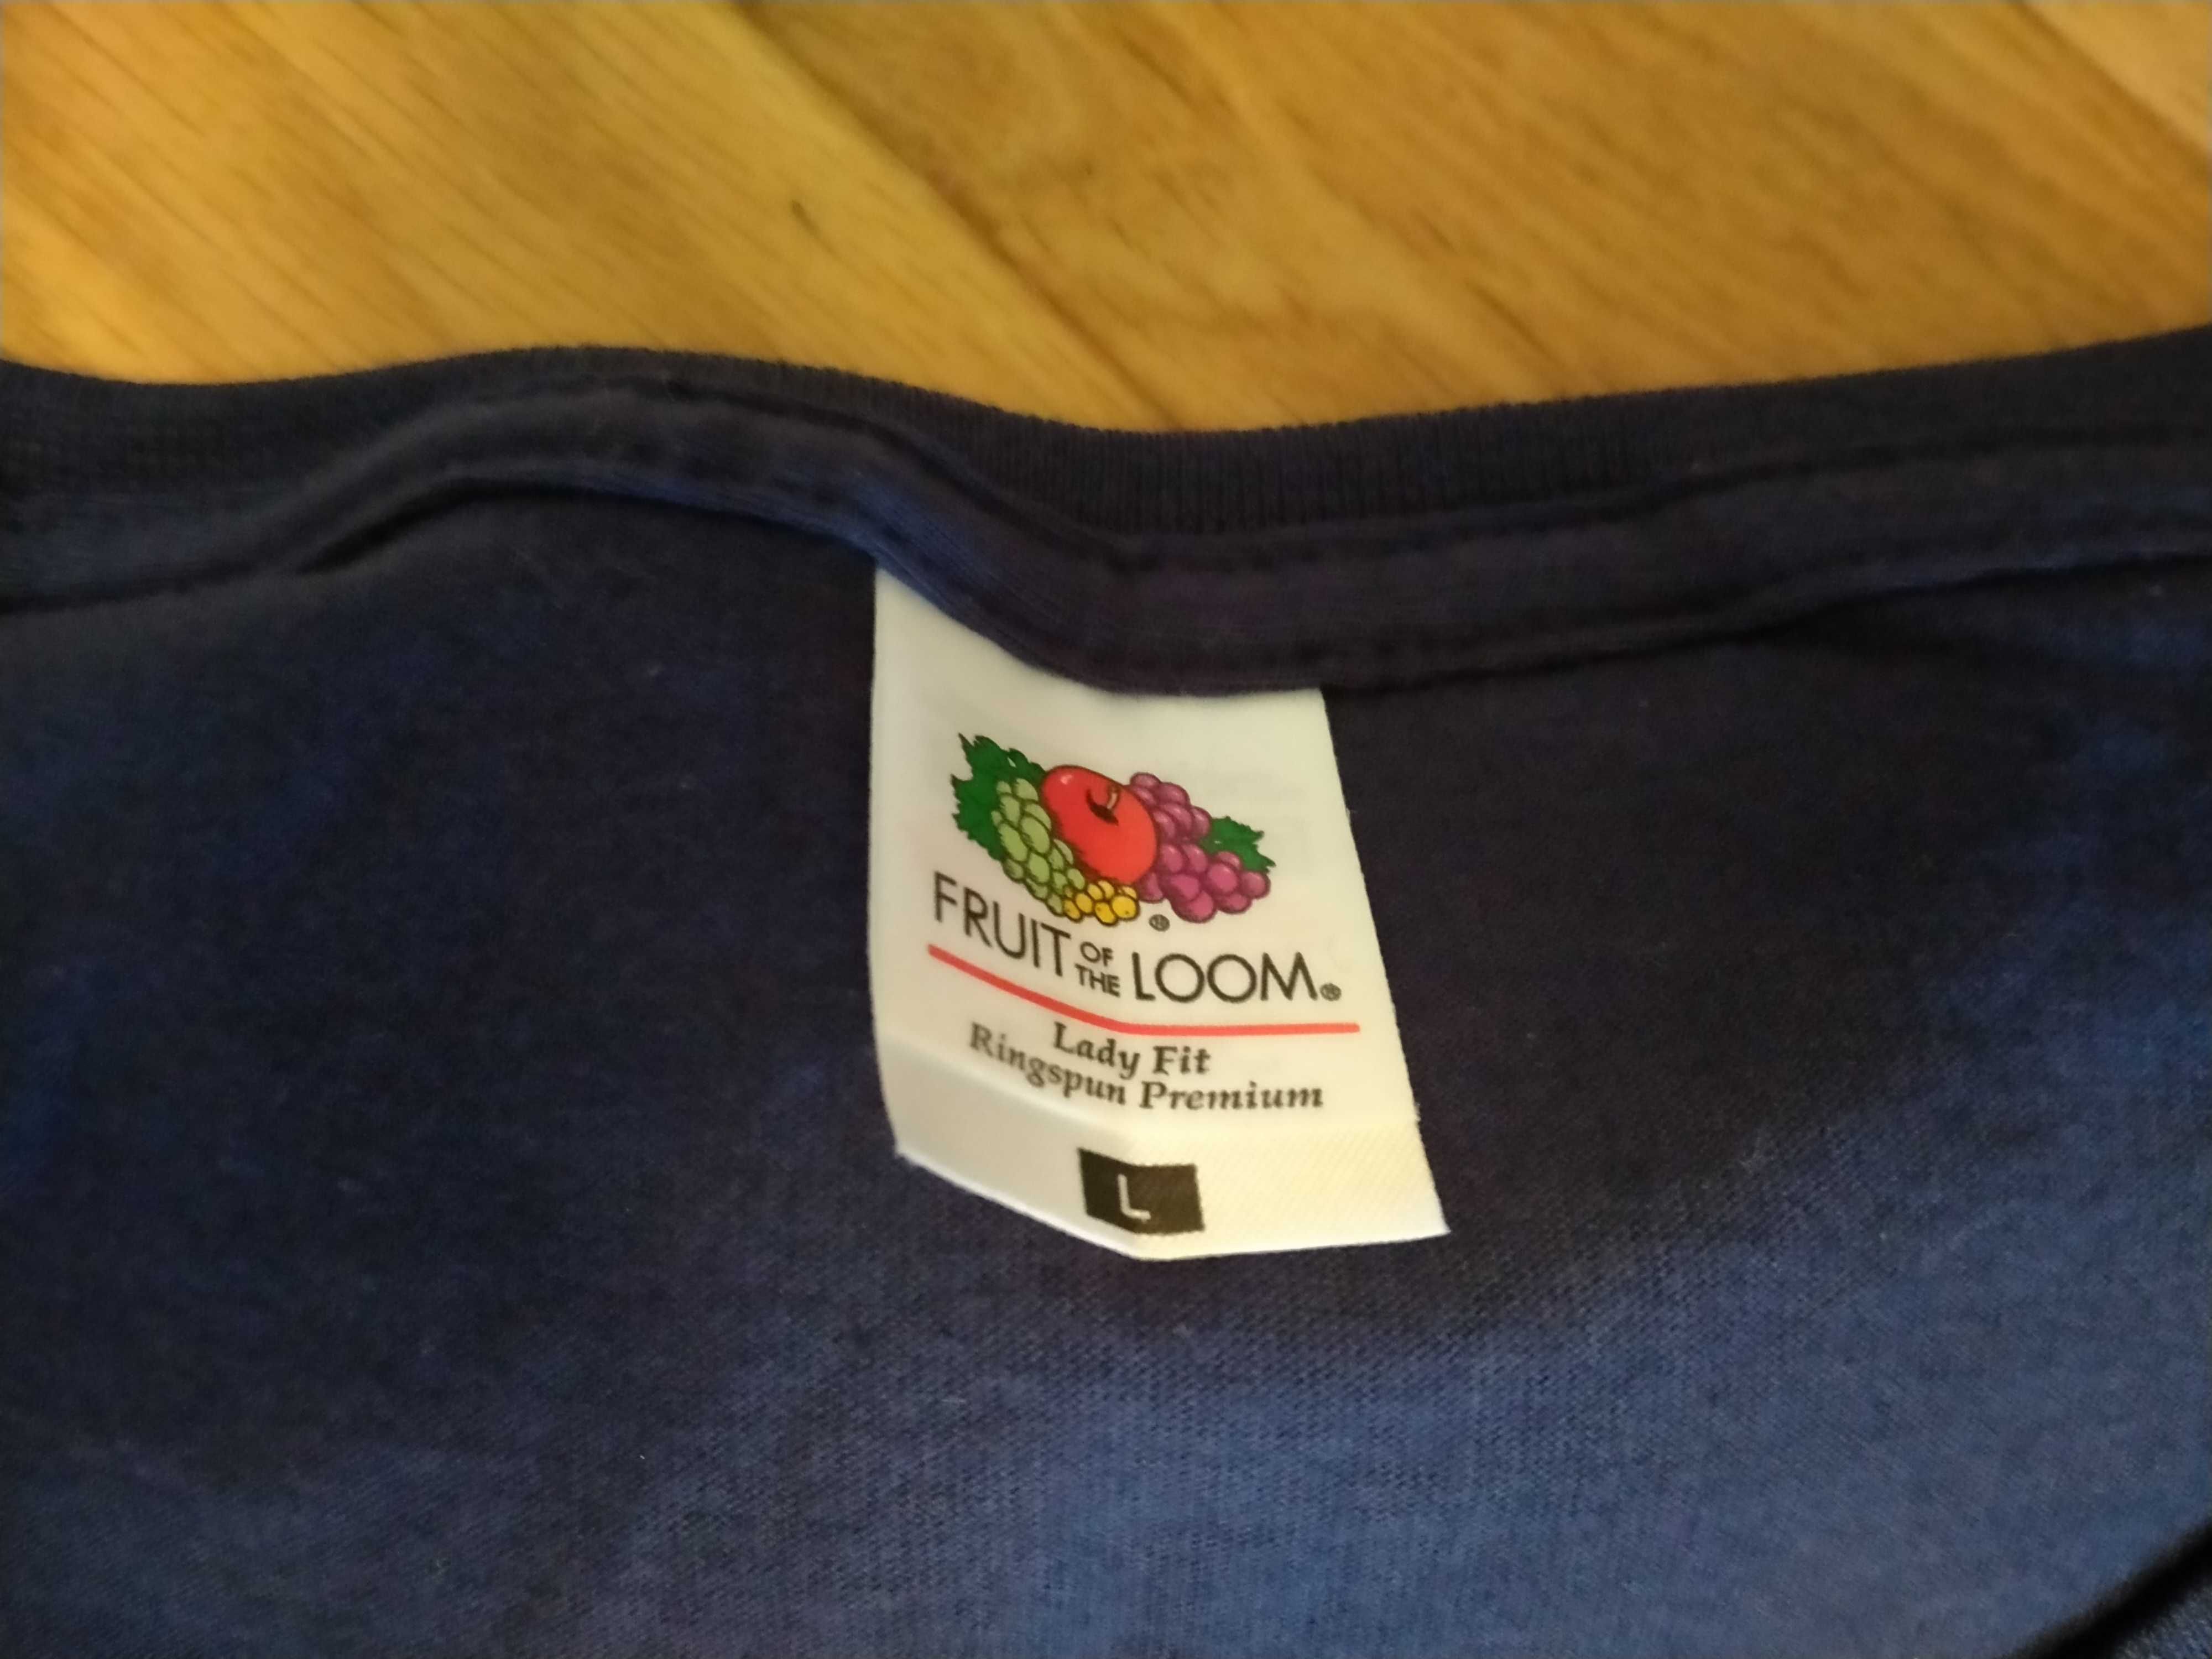 FRUIT OF THE LOOM®
Lady Fit
Ringspun Premium
L